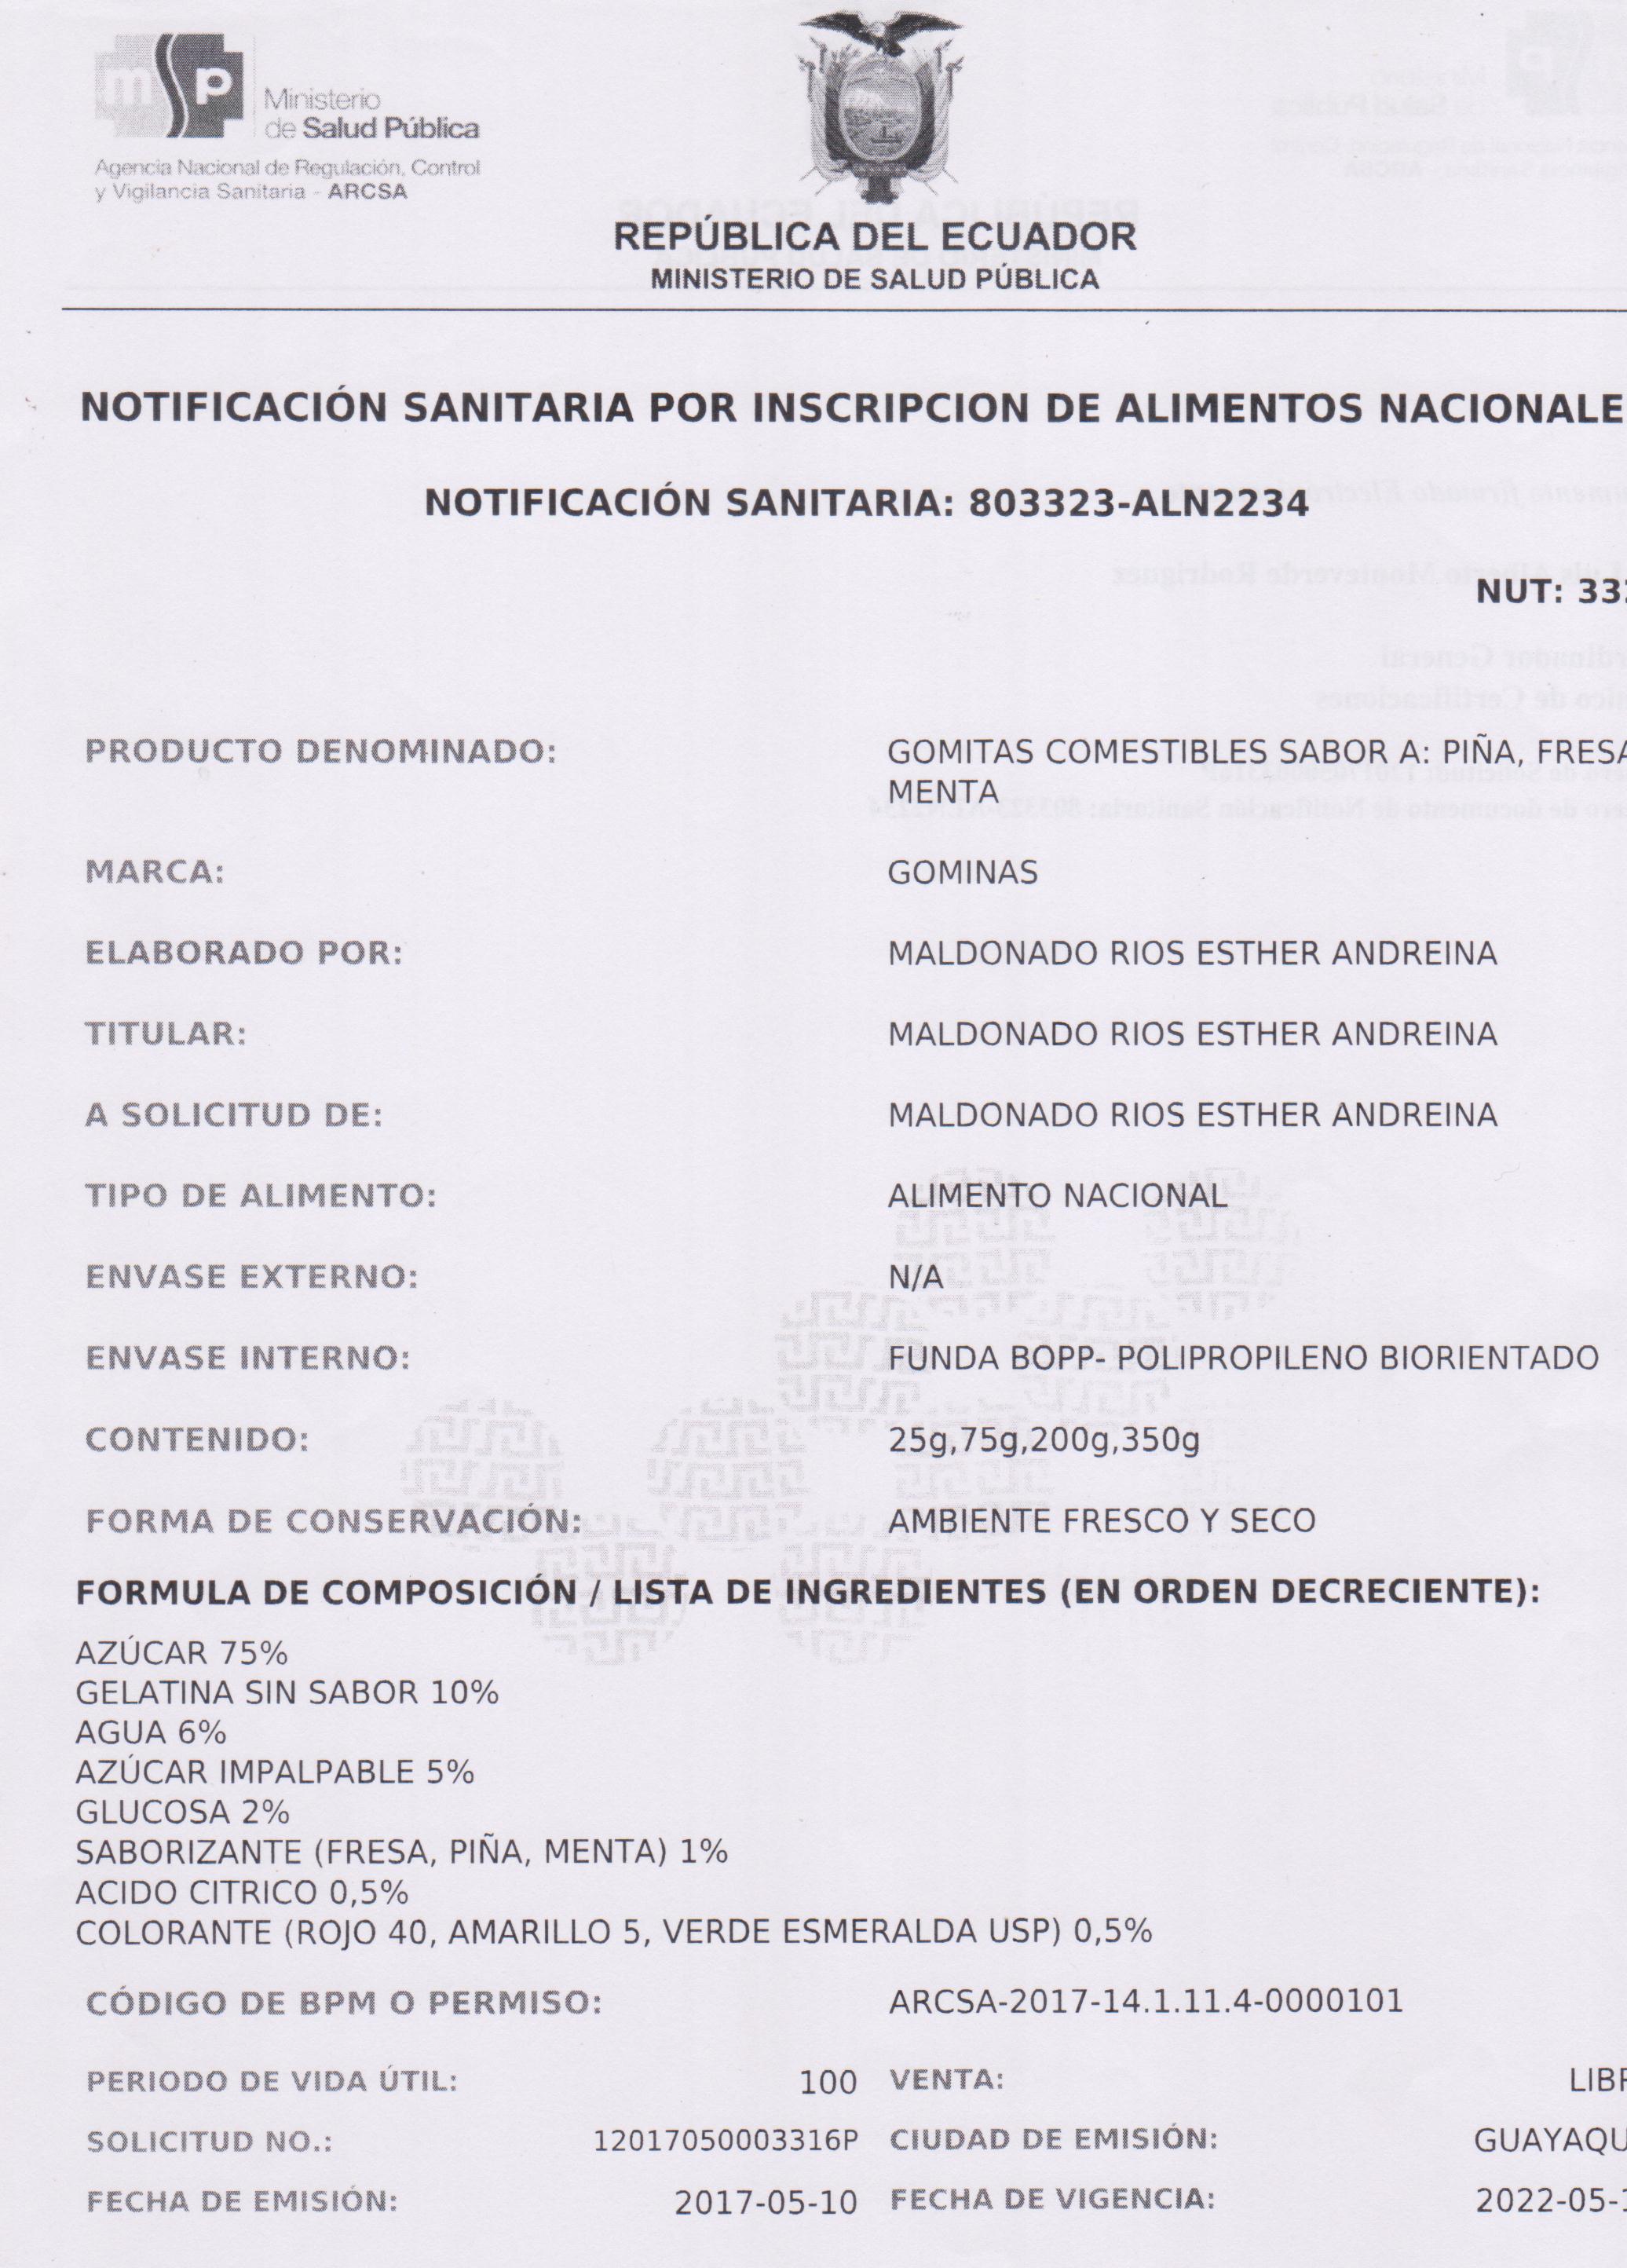 mp
Ministerio
de Salud Pública
Agencia Nacional de Regulación, Control
y Vigilancia Sanitaria - ARCSA
REPÚBLICA DEL ECUADOR
MINISTERIO DE SALUD PÚBLICA
NOTIFICACIÓN SANITARIA POR INSCRIPCION DE ALIMENTOS NACIONALE
NOTIFICACIÓN SANITARIA: 803323-ALN2234
NUT: 33
PRODUCTO DENOMINADO: GOMITAS COMESTIBLES SABOR A: PIÑA, FRESA
MENTA
MARCA: GOMINAS
ELABORADO POR: MALDONADO RIOS ESTHER ANDREINA
TITULAR: MALDONADO RIOS ESTHER ANDREINA
A SOLICITUD DE: MALDONADO RIOS ESTHER ANDREINA
TIPO DE ALIMENTO: ALIMENTO NACIONAL
ENVASE EXTERNO: N/A
ENVASE INTERNO: FUNDA BOPP- POLIPROPILENO BIORIENTADO
CONTENIDO: 25g,75g,200g,350g
FORMA DE CONSERVACIÓN: AMBIENTE FRESCO Y SECO
FORMULA DE COMPOSICIÓN / LISTA DE INGREDIENTES (EN ORDEN DECRECIENTE):
AZÚCAR 75%
GELATINA SIN SABOR 10%
AGUA 6%
AZÚCAR IMPALPABLE 5%
GLUCOSA 2%
SABORIZANTE (FRESA, PIÑA, MENTA) 1%
ACIDO CITRICO 0,5%
COLORANTE (ROJO 40, AMARILLO 5, VERDE ESMERALDA USP) 0,5%
CÓDIGO DE BPM O PERMISO: ARCSA-2017-14.1.11.4-0000101
PERIODO DE VIDA ÚTIL: 100 VENTA: LIB
SOLICITUD NO.: 12017050003316P CIUDAD DE EMISIÓN: GUAYAQU
FECHA DE EMISIÓN: 2017-05-10 FECHA DE VIGENCIA: 2022-05-1